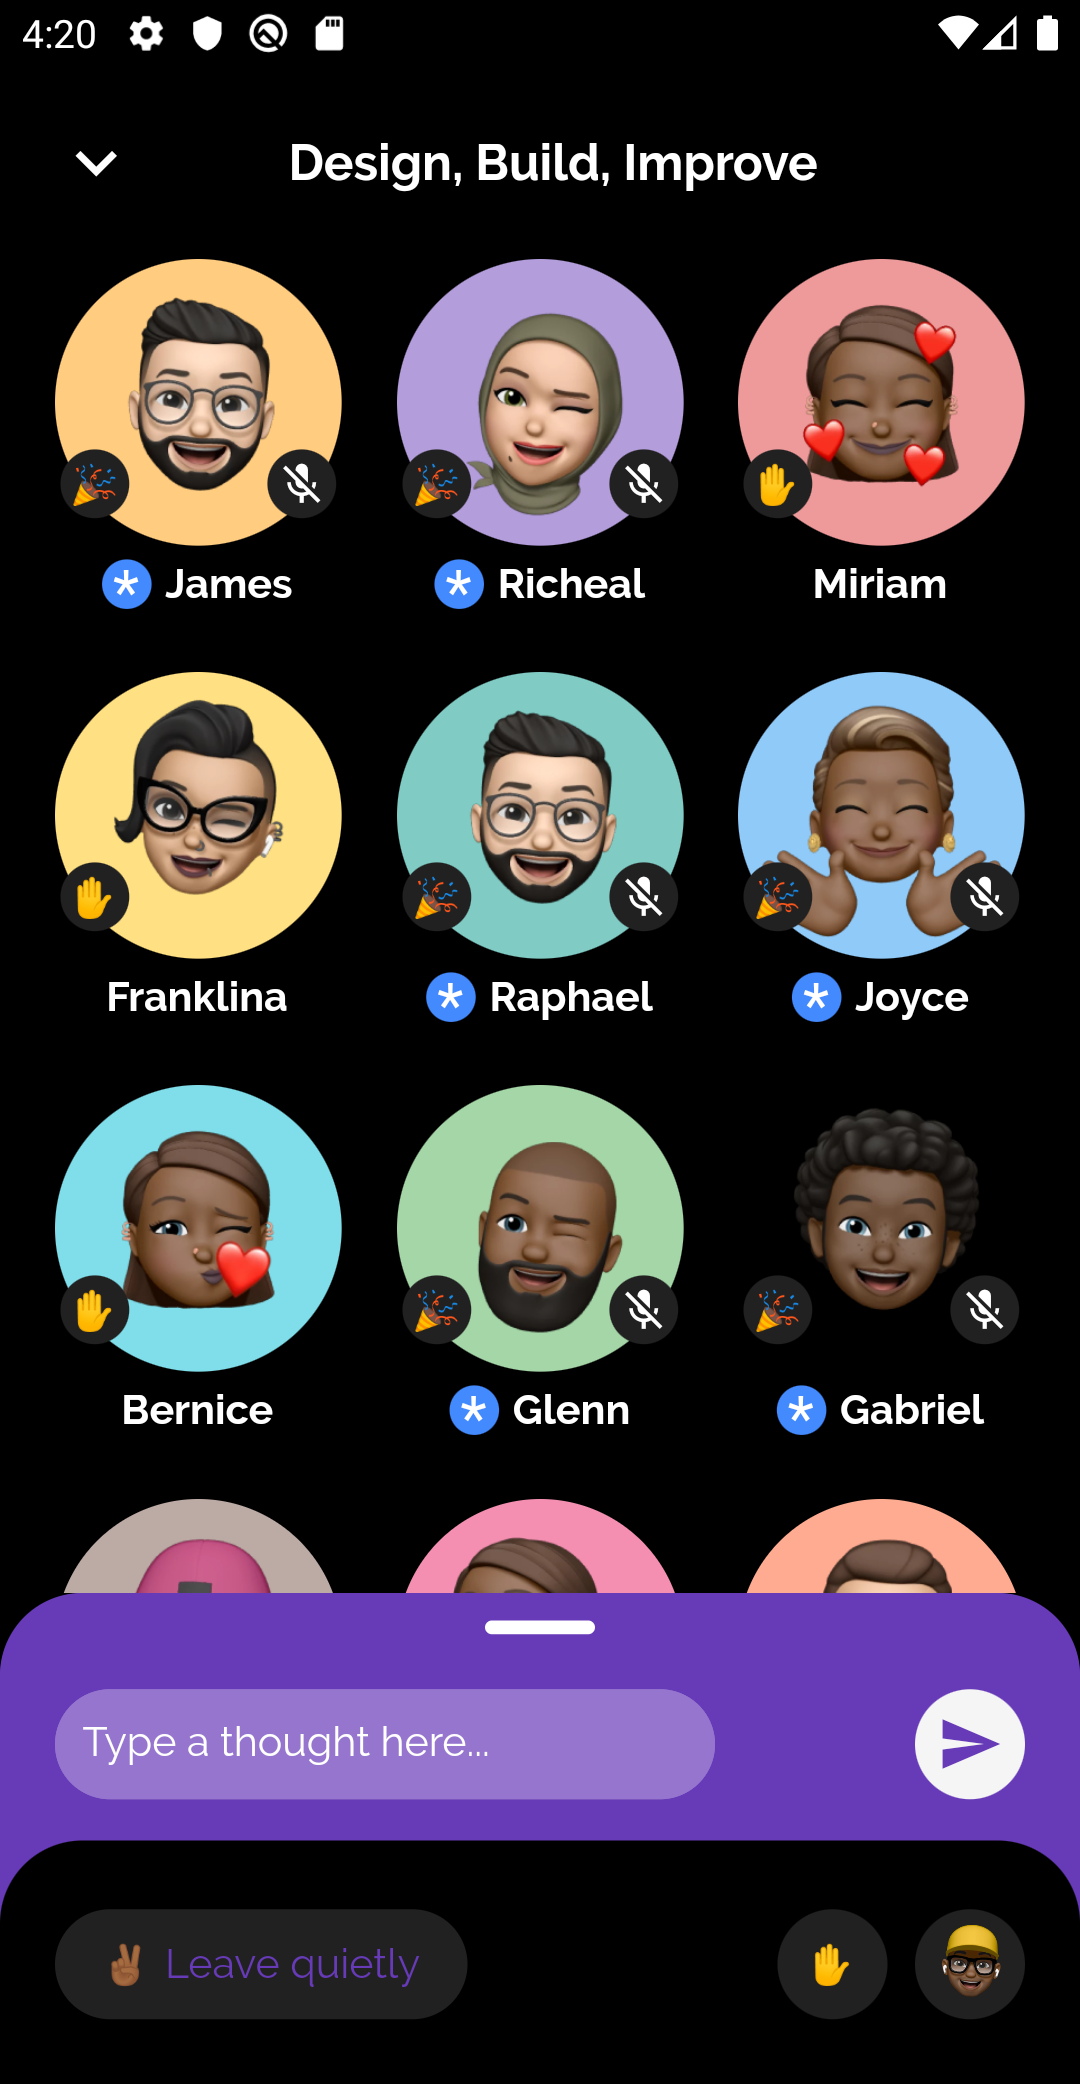 4:20
Design, Build, Improve
James
Richeal
Miriam
Franklina
Raphael
Joyce
Bernice
Glenn
Gabriel
Type a thought here...
Leave quietly